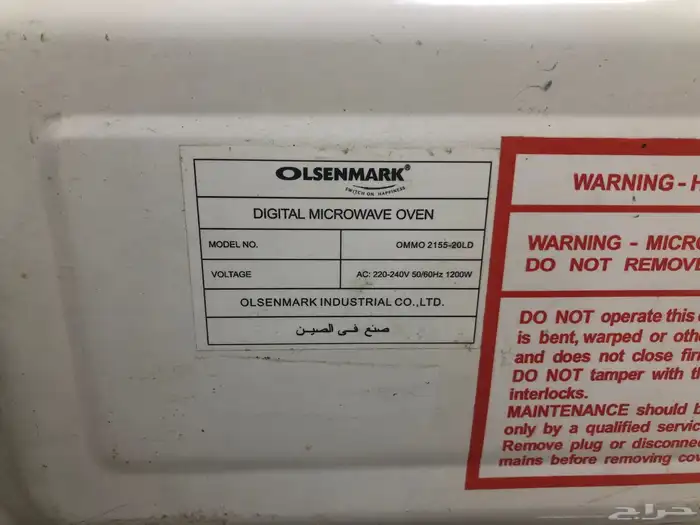 OLSENMARK®
SWITCH ON HAPPINESS
DIGITAL MICROWAVE OVEN
MODEL NO. OMMO 2155-20LD
VOLTAGE AC: 220-240V 50/60Hz 1200W
OLSENMARK INDUSTRIAL CO.,LTD.
صنع في الصين
WARNING - H
WARNING - MICRO
DO NOT REMOVE
DO NOT operate this
is bent, warped or oth
and does not close fir
DO NOT tamper with th
interlocks.
MAINTENANCE should b
only by a qualified servic
Remove plug or disconnec
mains before removing cov
حراج